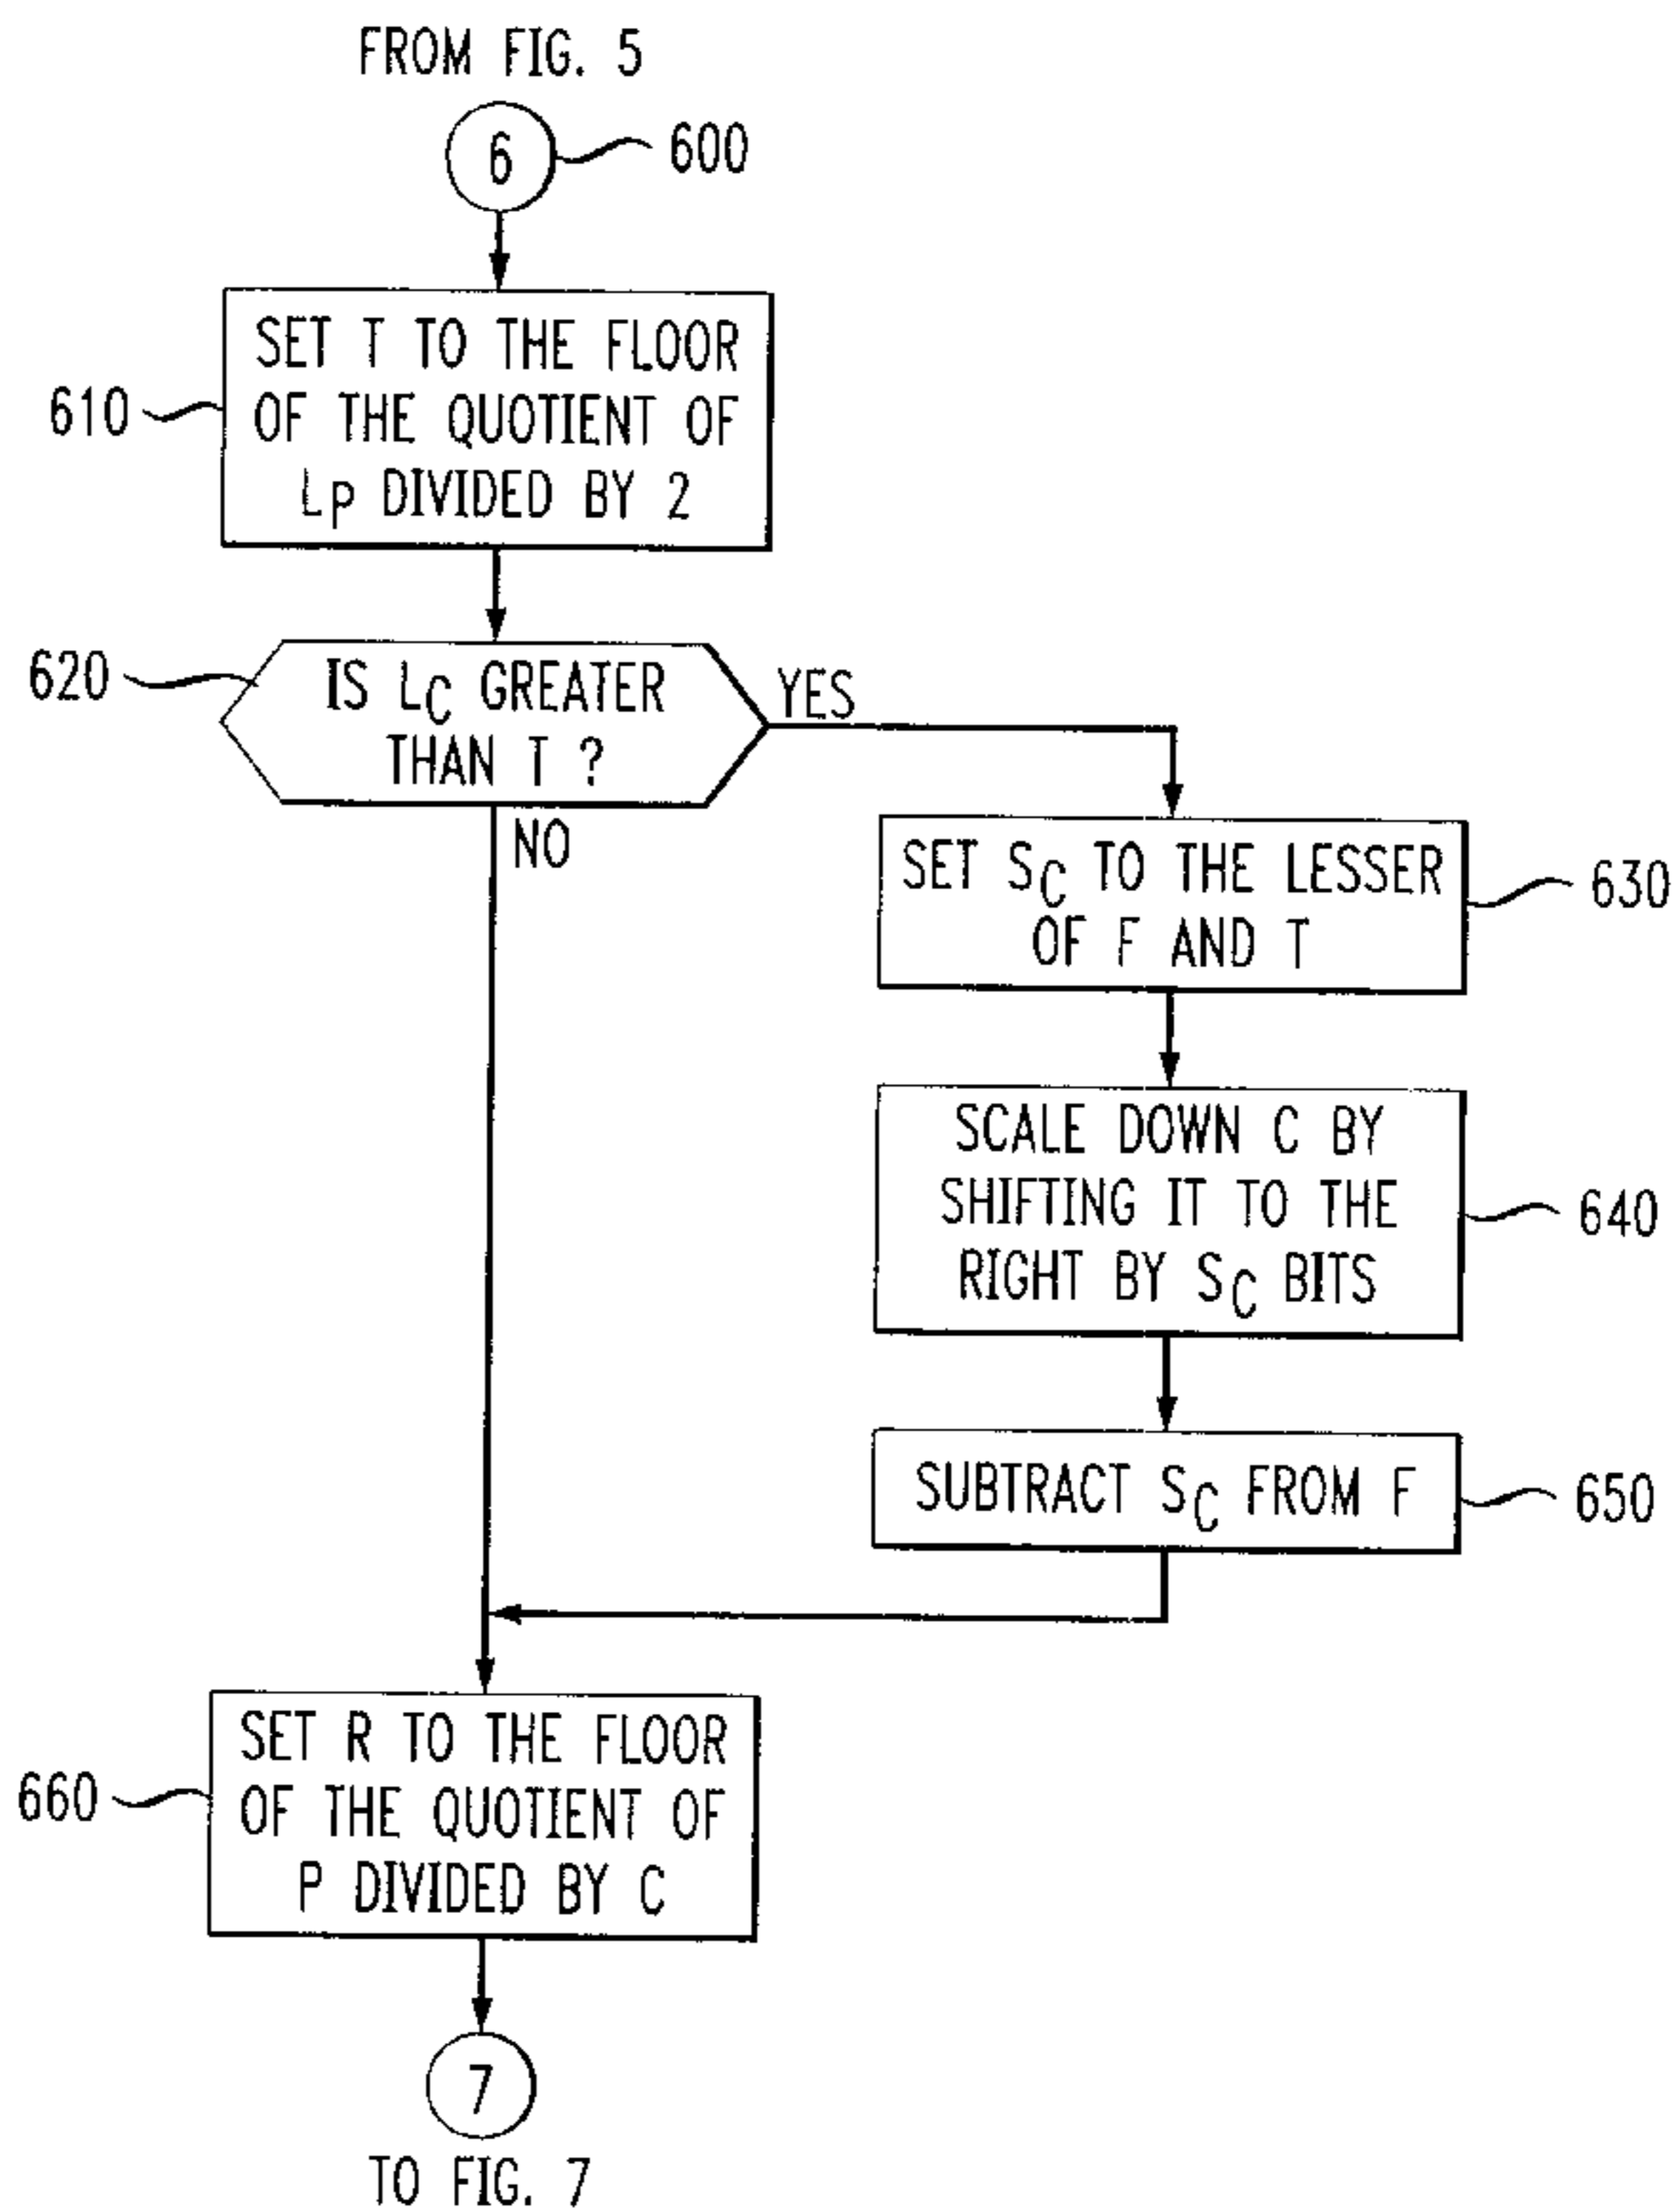 FROM FIG. 5
6
600
SET T TO THE FLOOR
OF THE QUOTIENT OF
LP DIVIDED BY 2
610
IS LC GREATER
THAN T ?
620
YES
NO
SET SC TO THE LESSER
OF F AND T
630
SCALE DOWN C BY
SHIFTING IT TO THE
RIGHT BY SC BITS
640
SUBTRACT SC FROM F
650
SET R TO THE FLOOR
OF THE QUOTIENT OF
P DIVIDED BY C
660
7
TO FIG. 7